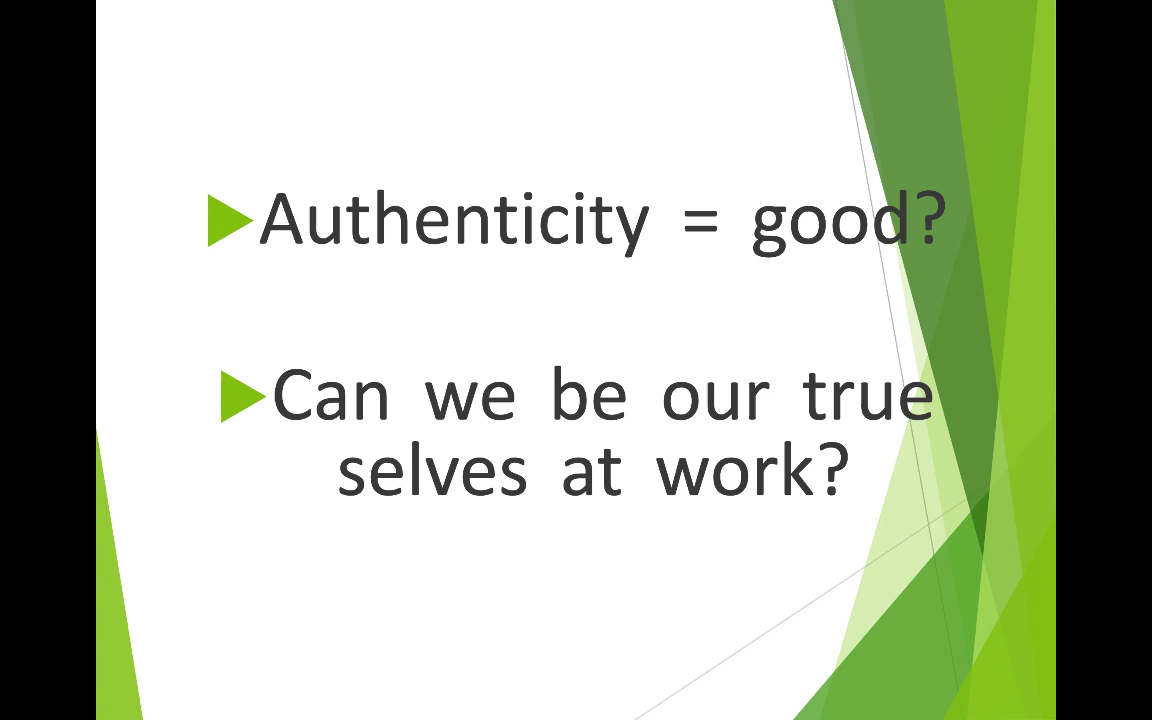 Authenticity = good?
Can we be our true
selves at work?